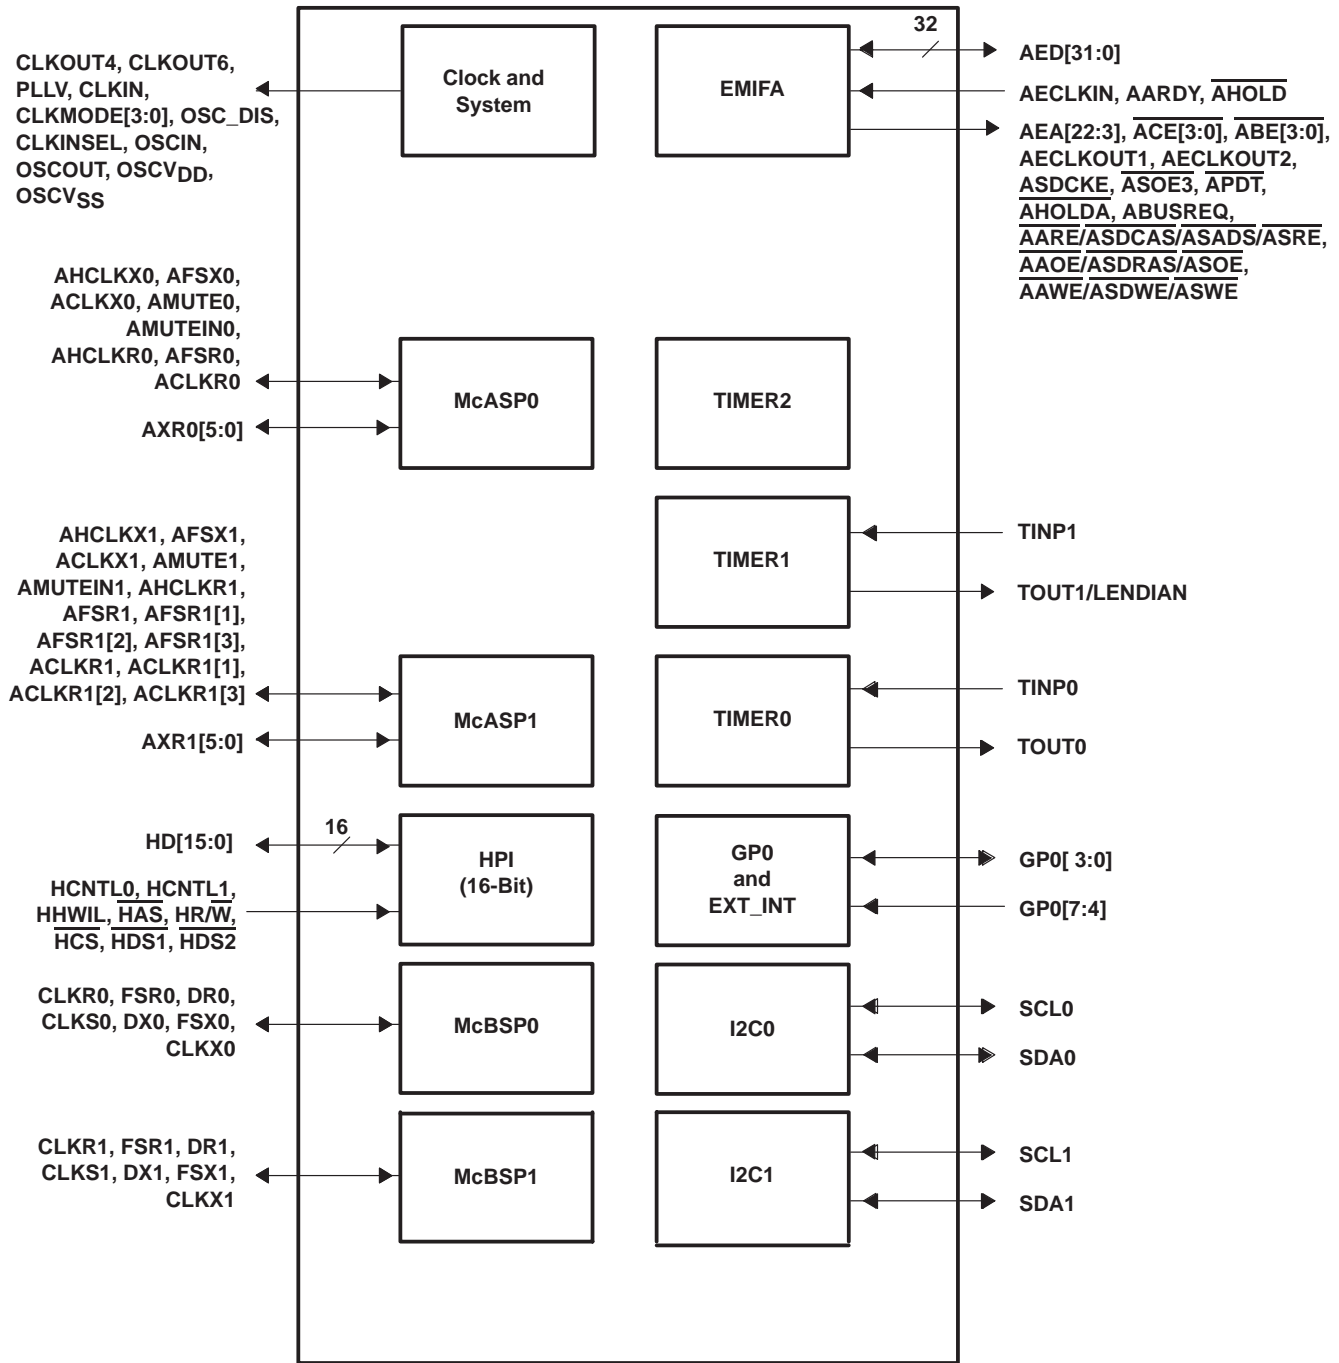 CLKOUT4, CLKOUT6,
PLLV, CLKIN,
CLKMODE[3:0], OSC_DIS,
CLKINSEL, OSCIN,
OSCOUT, OSCVDD,
OSCVSS
Clock and
System
EMIFA
32
AED[31:0]
AECLKIN, AARDY, AHOLD
AEA[22:3], ACE[3:0], ABE[3:0],
AECLKOUT1, AECLKOUT2,
ASDCKE, ASOE3, APDT,
AHOLDA, ABUSREQ,
AARE/ASDCAS/ASADS/ASRE,
AAOE/ASDRAS/ASOE,
AAWE/ASDWE/ASWE
AHCLKX0, AFSX0,
ACLKX0, AMUTE0,
AMUTEIN0,
AHCLKR0, AFSR0,
ACLKR0
AXR0[5:0]
McASP0
TIMER2
TIMER1
TINP1
TOUT1/LENDIAN
AHCLKX1, AFSX1,
ACLKX1, AMUTE1,
AMUTEIN1, AHCLKR1,
AFSR1, AFSR1[1],
AFSR1[2], AFSR1[3],
ACLKR1, ACLKR1[1],
ACLKR1[2], ACLKR1[3]
AXR1[5:0]
McASP1
TIMER0
TINP0
TOUT0
HD[15:0]
16
HCNTL0, HCNTL1,
HHWIL, HAS, HR/W,
HCS, HDS1, HDS2
HPI
(16-Bit)
GP0
and
EXT_INT
GP0[ 3:0]
GP0[7:4]
CLKR0, FSR0, DR0,
CLKS0, DX0, FSX0,
CLKX0
McBSP0
I2C0
SCL0
SDA0
CLKR1, FSR1, DR1,
CLKS1, DX1, FSX1,
CLKX1
McBSP1
I2C1
SCL1
SDA1